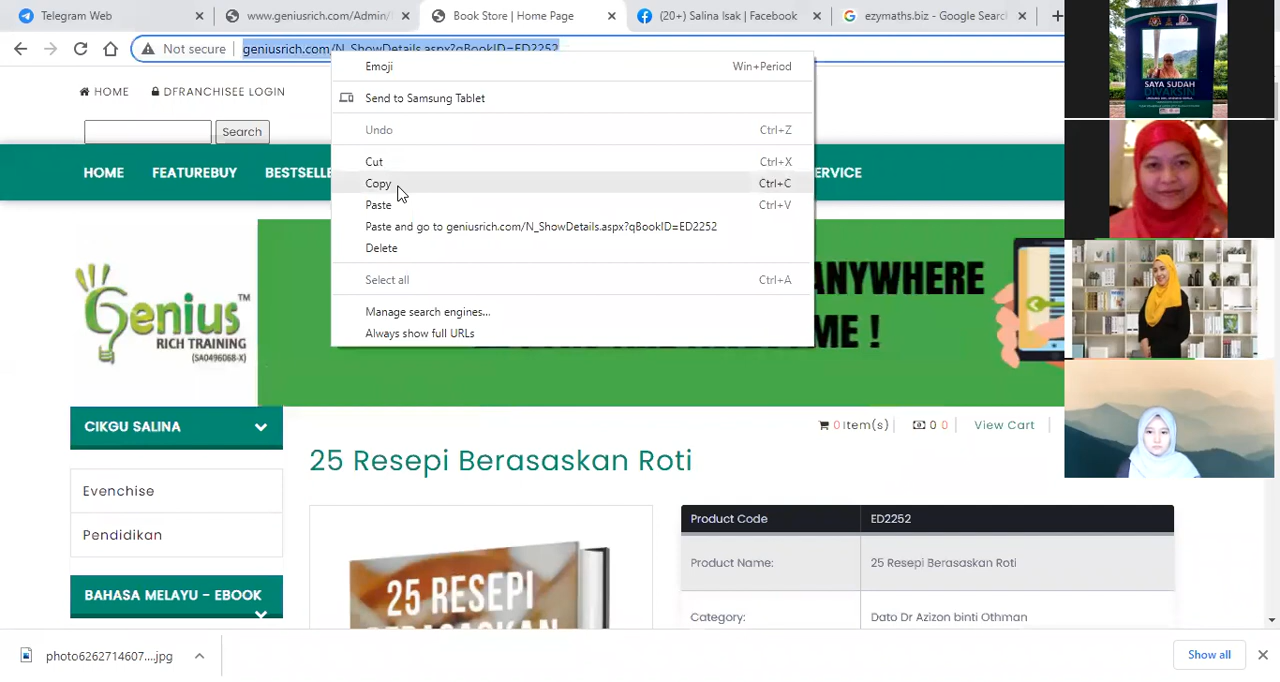 Telegram Web
www.geniusrich.com/Admin/
Book Store | Home Page
(20+) Salina Isak | Facebook
ezymaths.biz - Google Searc
Not secure
geniusrich.com/N_ShowDetails.aspx?qBookID=ED2252
Emoji Win+Period
Send to Samsung Tablet
Undo Ctrl+Z
Cut Ctrl+X
Copy Ctrl+C
Paste Ctrl+V
Paste and go to geniusrich.com/N_ShowDetails.aspx?qBookID=ED2252
Delete
Select all Ctrl+A
Manage search engines...
Always show full URLs
HOME
DFRANCHISEE LOGIN
Search
HOME
FEATUREBUY
BESTSELLE
ERVICE
Genius™
RICH TRAINING
(SA0496068-X)
ANYWHERE
ME !
SAYA SUDAH
DIVAKSIN
CIKGU SALINA
0 Item(s)
0 0
View Cart
25 Resepi Berasaskan Roti
Evenchise
Pendidikan
BAHASA MELAYU - EBOOK
25 RESEPI
BERASASKAN
Product Code ED2252
Product Name: 25 Resepi Berasaskan Roti
Category: Dato Dr Azizon binti Othman
photo6262714607....jpg
Show all